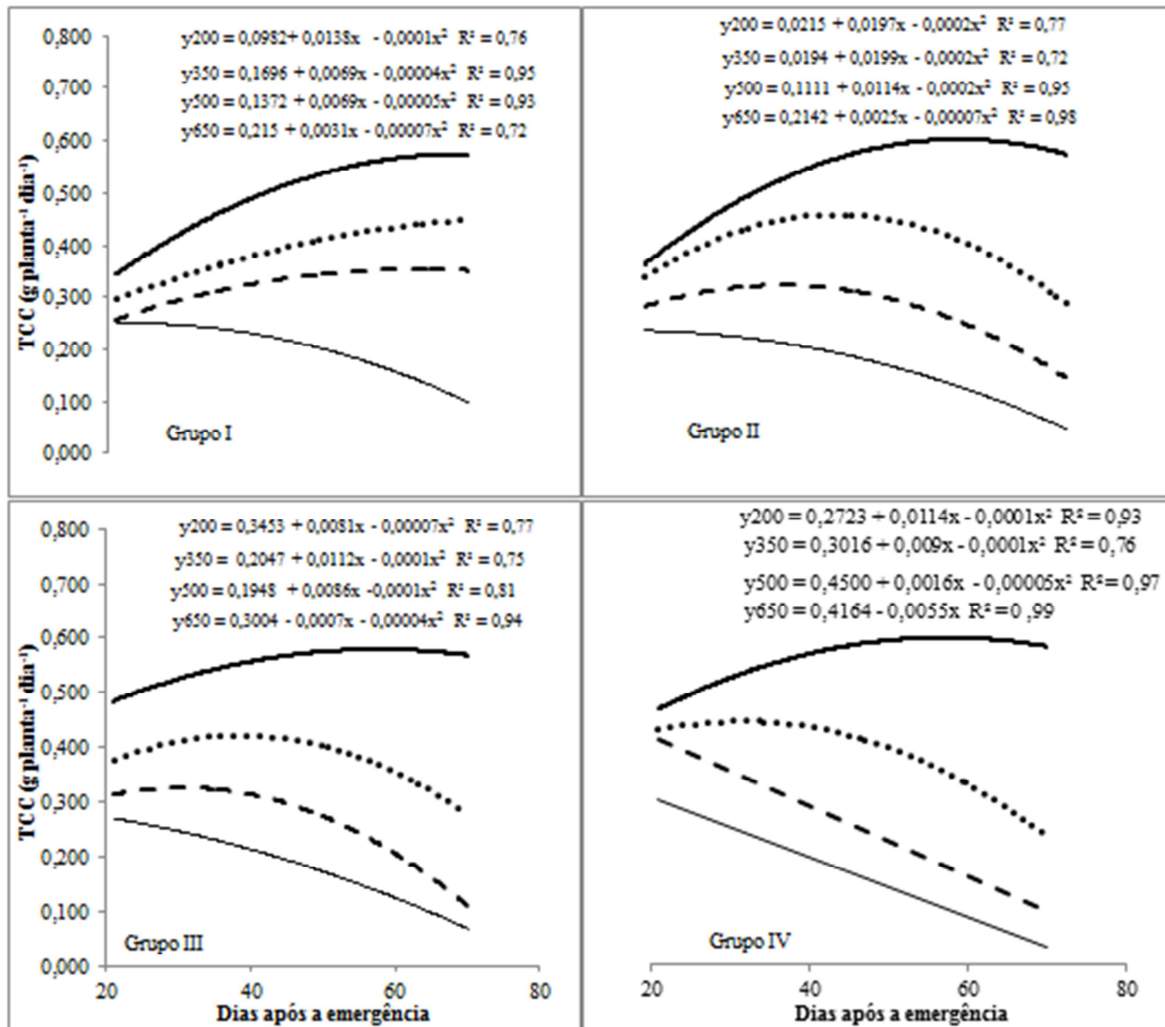 y200 = 0,0982+ 0,0138x - 0,0001x² R² = 0,76
y350 = 0,1696 + 0,0069x - 0,00004x² R² = 0,95
y500 = 0,1372 + 0,0069x - 0,00005x² R² = 0,93
y650 = 0,215 + 0,0031x - 0,00007x² R² = 0,72
TCC (g planta⁻¹ dia⁻¹)
0,800
0,700
0,600
0,500
0,400
0,300
0,200
0,100
0,000
Grupo I
y200 = 0,0215 + 0,0197x - 0,0002x² R² = 0,77
y350 = 0,0194 + 0,0199x - 0,0002x² R² = 0,72
y500 = 0,1111 + 0,0114x - 0,0002x² R² = 0,95
y650 = 0,2142 + 0,0025x - 0,00007x² R² = 0,98
Grupo II
y200 = 0,3453 + 0,0081x - 0,00007x² R² = 0,77
y350 = 0,2047 + 0,0112x - 0,0001x² R² = 0,75
y500 = 0,1948 + 0,0086x -0,0001x² R² = 0,81
y650 = 0,3004 - 0,0007x - 0,00004x² R² = 0,94
TCC (g planta⁻¹ dia⁻¹)
0,800
0,700
0,600
0,500
0,400
0,300
0,200
0,100
0,000
Grupo III
20 40 60 80
Dias após a emergência
y200 = 0,2723 + 0,0114x - 0,0001x² R² = 0,93
y350 = 0,3016 + 0,009x - 0,0001x² R² = 0,76
y500 = 0,4500 + 0,0016x - 0,00005x² R² = 0,97
y650 = 0,4164 - 0,0055x R² = 0 ,99
Grupo IV
20 40 60 80
Dias após a emergência